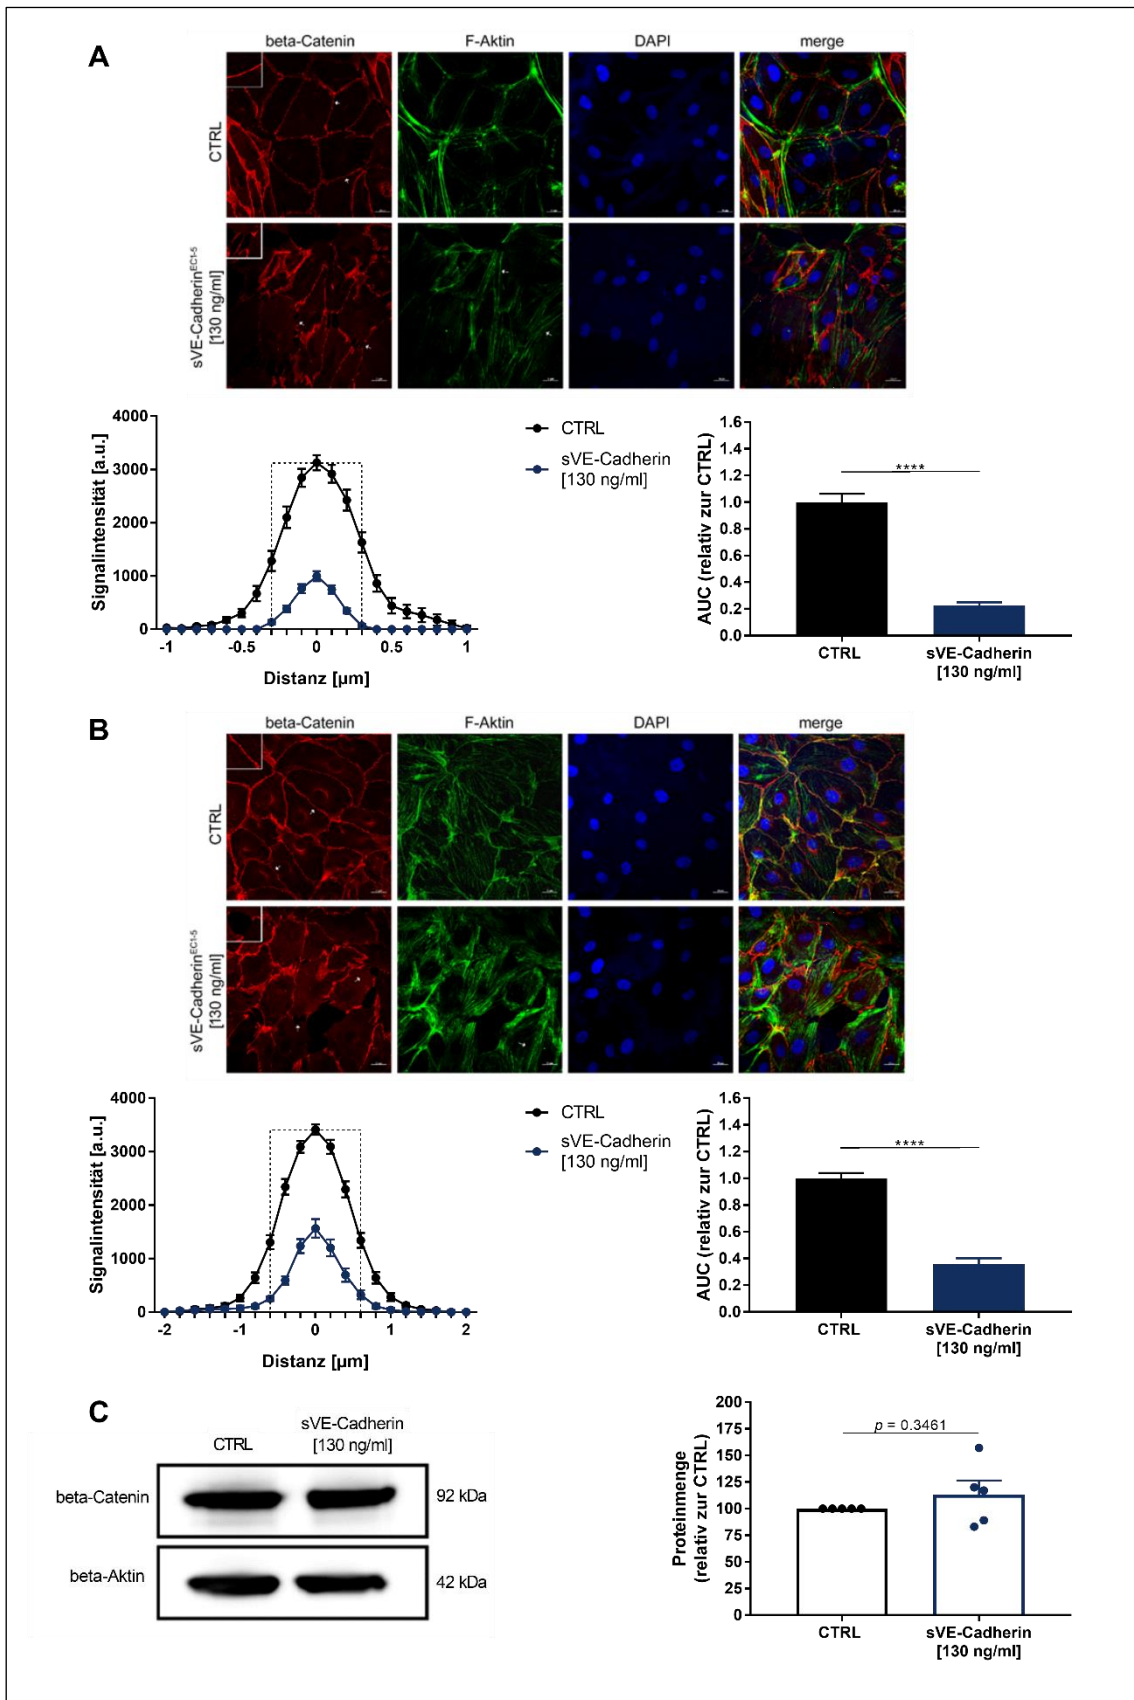 A
beta-Catenin F-Aktin DAPI merge
CTRL
sVE-Cadherin^EC1-5
[130 ng/ml]
4000
3000
2000
1000
0
Signalintensität [a.u.]
-1 -0.5 0 0.5 1
Distanz [µm]
CTRL
sVE-Cadherin
[130 ng/ml]
1.6
1.4
1.2
1.0
0.8
0.6
0.4
0.2
0.0
AUC (relativ zur CTRL)
****
CTRL sVE-Cadherin
[130 ng/ml]
B
beta-Catenin F-Aktin DAPI merge
CTRL
sVE-Cadherin^EC1-5
[130 ng/ml]
4000
3000
2000
1000
0
Signalintensität [a.u.]
-2 -1 0 1 2
Distanz [µm]
CTRL
sVE-Cadherin
[130 ng/ml]
1.6
1.4
1.2
1.0
0.8
0.6
0.4
0.2
0.0
AUC (relativ zur CTRL)
****
CTRL sVE-Cadherin
[130 ng/ml]
C
CTRL sVE-Cadherin
[130 ng/ml]
beta-Catenin 92 kDa
beta-Aktin 42 kDa
200
175
150
125
100
75
50
25
0
Proteinmenge
(relativ zur CTRL)
p = 0.3461
CTRL sVE-Cadherin
[130 ng/ml]